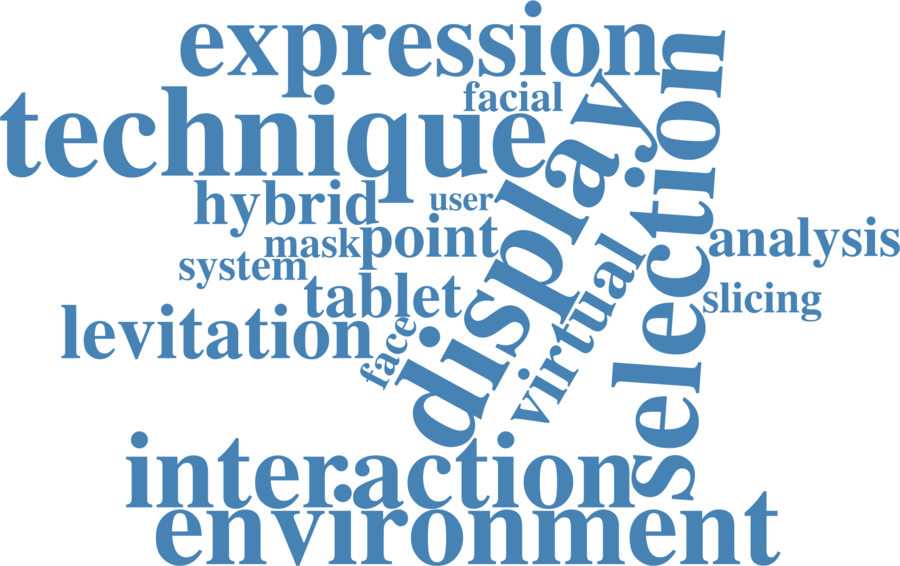 expression
facial
technique
hybrid
user
mask
point
system
tablet
levitation
face
display
virtual
selection
analysis
slicing
interaction
environment